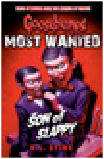 Goosebumps
MOST WANTED
SON OF
SLAPPY
R.L. STINE